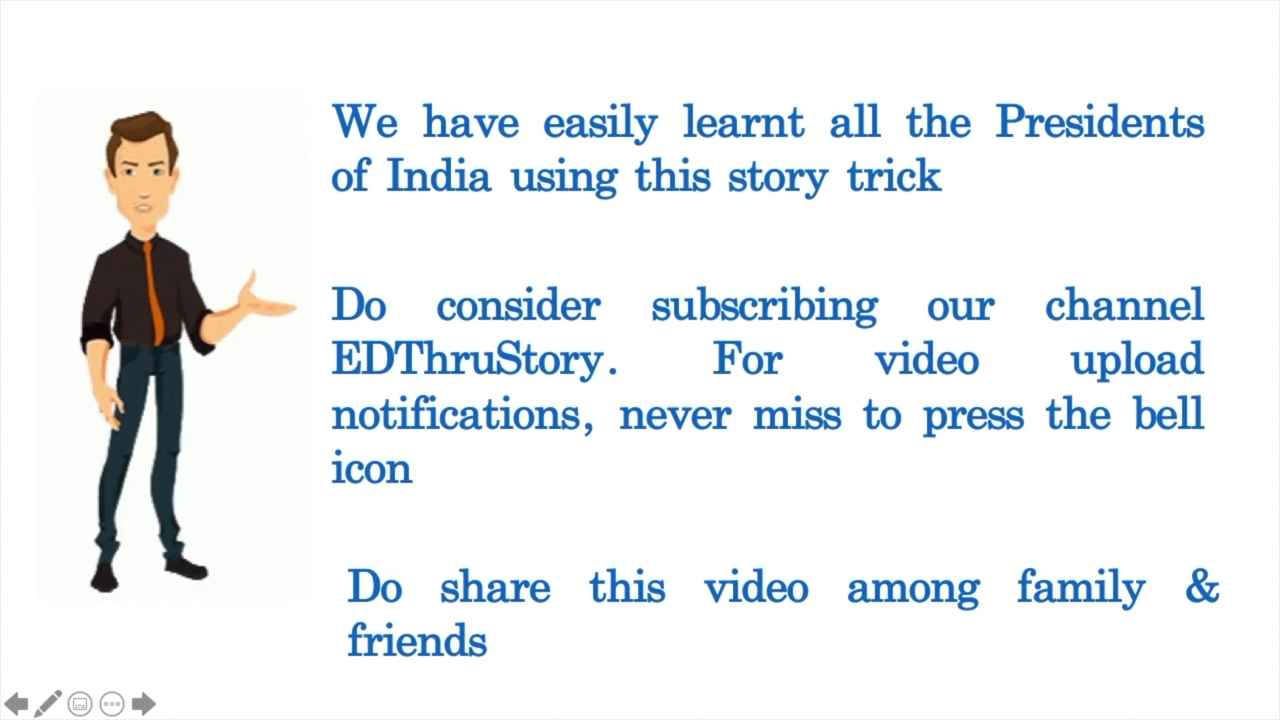 We have easily learnt all the Presidents
of India using this story trick
Do consider subscribing our channel
EDThruStory. For video upload
notifications, never miss to press the bell
icon
Do share this video among family &
friends